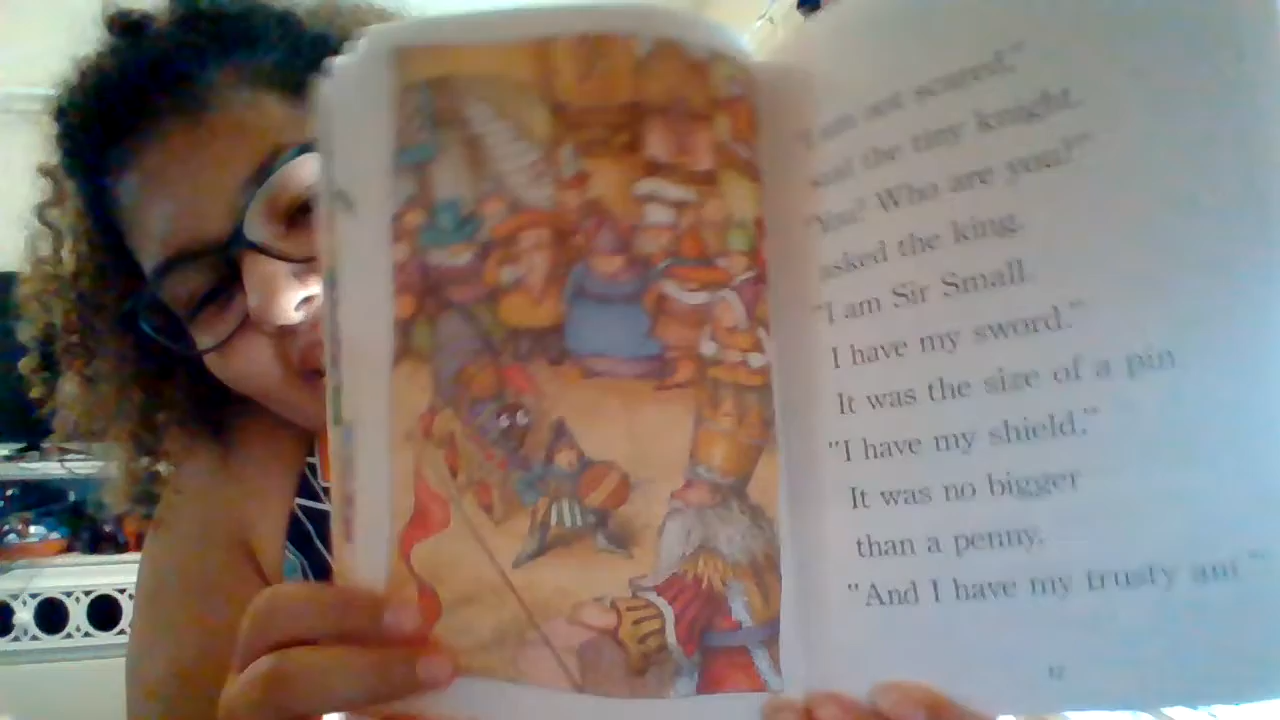 "I am not scared,"
said the tiny knight.
"You? Who are you?"
asked the king.
"I am Sir Small.
I have my sword."
It was the size of a pin.
"I have my shield."
It was no bigger
than a penny.
"And I have my trusty ant."
12